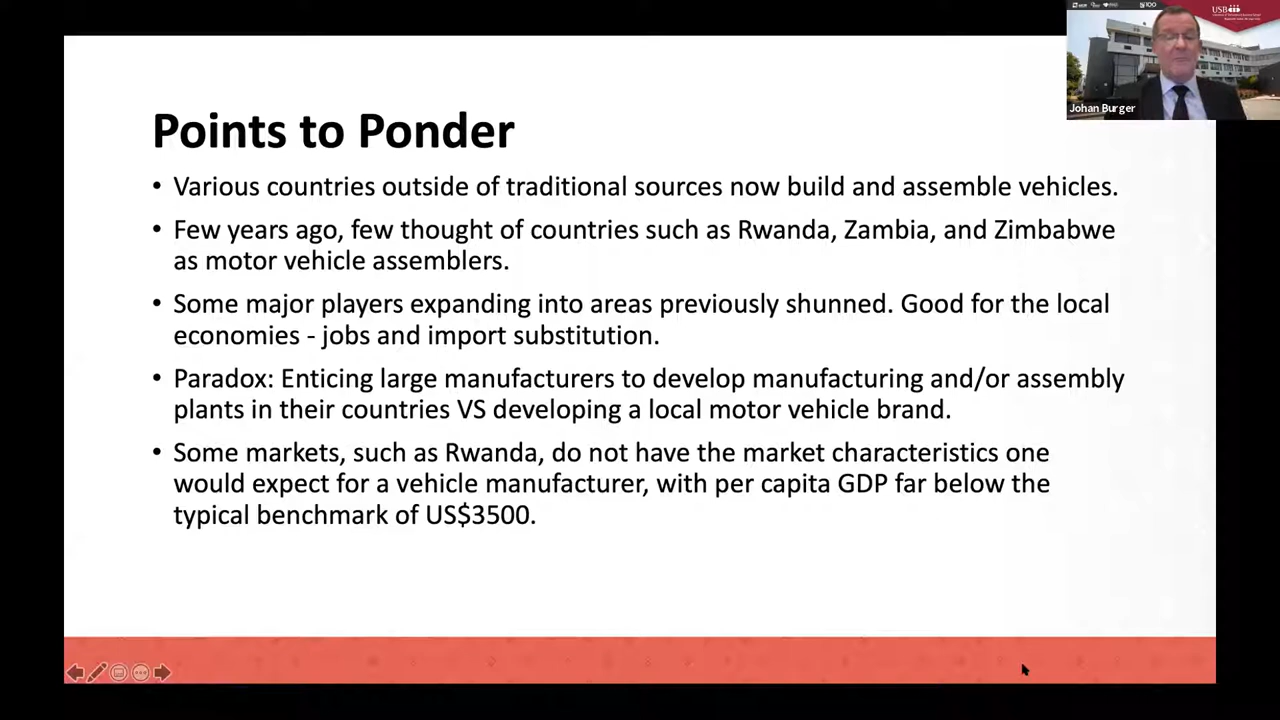 USB
Johan Burger
Points to Ponder
• Various countries outside of traditional sources now build and assemble vehicles.
• Few years ago, few thought of countries such as Rwanda, Zambia, and Zimbabwe
as motor vehicle assemblers.
• Some major players expanding into areas previously shunned. Good for the local
economies - jobs and import substitution.
• Paradox: Enticing large manufacturers to develop manufacturing and/or assembly
plants in their countries VS developing a local motor vehicle brand.
• Some markets, such as Rwanda, do not have the market characteristics one
would expect for a vehicle manufacturer, with per capita GDP far below the
typical benchmark of US$3500.